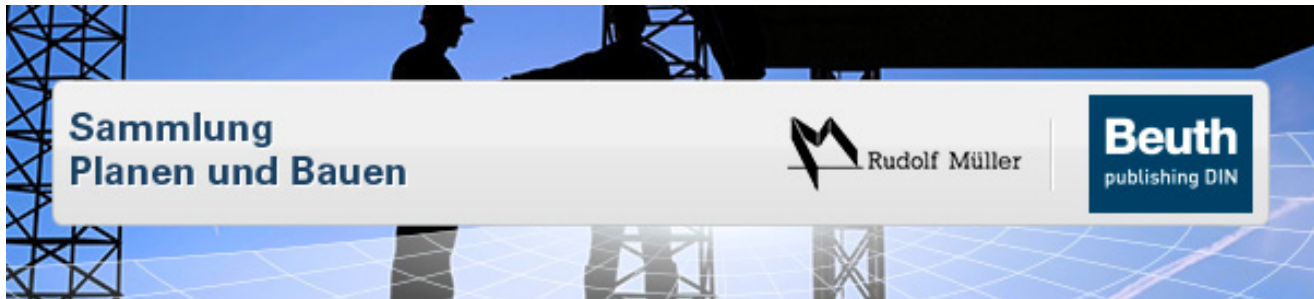 Sammlung
Planen und Bauen
Rudolf Müller
Beuth
publishing DIN